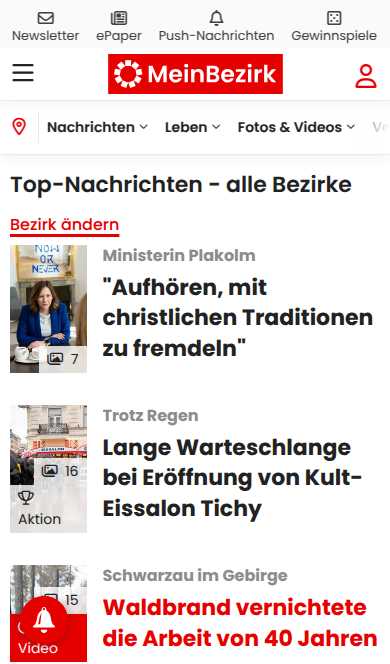 Newsletter ePaper Push-Nachrichten Gewinnspiele
MeinBezirk
Nachrichten Leben Fotos & Videos
Top-Nachrichten - alle Bezirke
Bezirk ändern
NOW
OR
NEVER
7
Ministerin Plakolm
"Aufhören, mit
christlichen Traditionen
zu fremdeln"
16
Aktion
Trotz Regen
Lange Warteschlange
bei Eröffnung von Kult-
Eissalon Tichy
15
Video
Schwarzau im Gebirge
Waldbrand vernichtete
die Arbeit von 40 Jahren